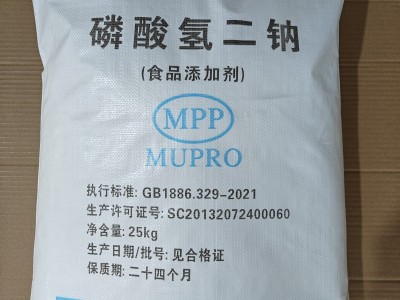 磷酸氢二钠
(食品添加剂)
MPP
MUPRO
执行标准: GB1886.329-2021
生产许可证号: SC20132072400060
净含量: 25kg
生产日期/批号: 见合格证
保质期: 二十四个月